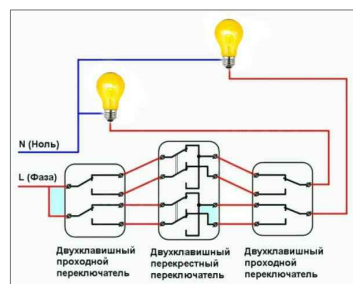 N (Ноль)
L (Фаза)
Двухклавишный
проходной
переключатель
Двухклавишный
перекрестный
переключатель
Двухклавишный
проходной
переключатель